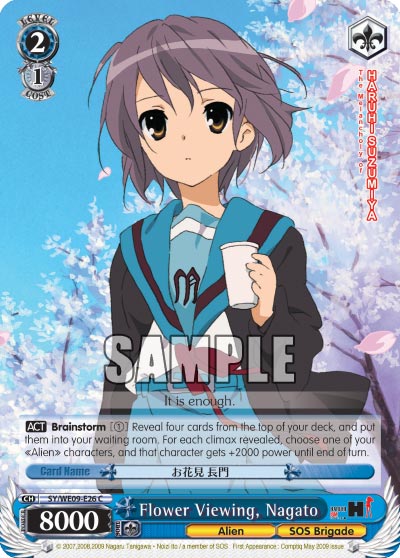 LEVEL
2
1
COST
The Melancholy of
HARUHI SUZUMIYA
SAMPLE
It is enough.
ACT Brainstorm [①] Reveal four cards from the top of your deck, and
put them into your waiting room. For each climax revealed, choose one of your
«Alien» characters, and that character gets +2000 power until end of turn.
Card Name お花見 長門
CH SY/WE09-E26 C
POWER 8000 SOUL Flower Viewing, Nagato
Alien SOS Brigade
© 2007,2008,2009 Nagaru Tanigawa • Noizi Ito / a member of SOS First Appearance : Comptiq May 2009 issue.